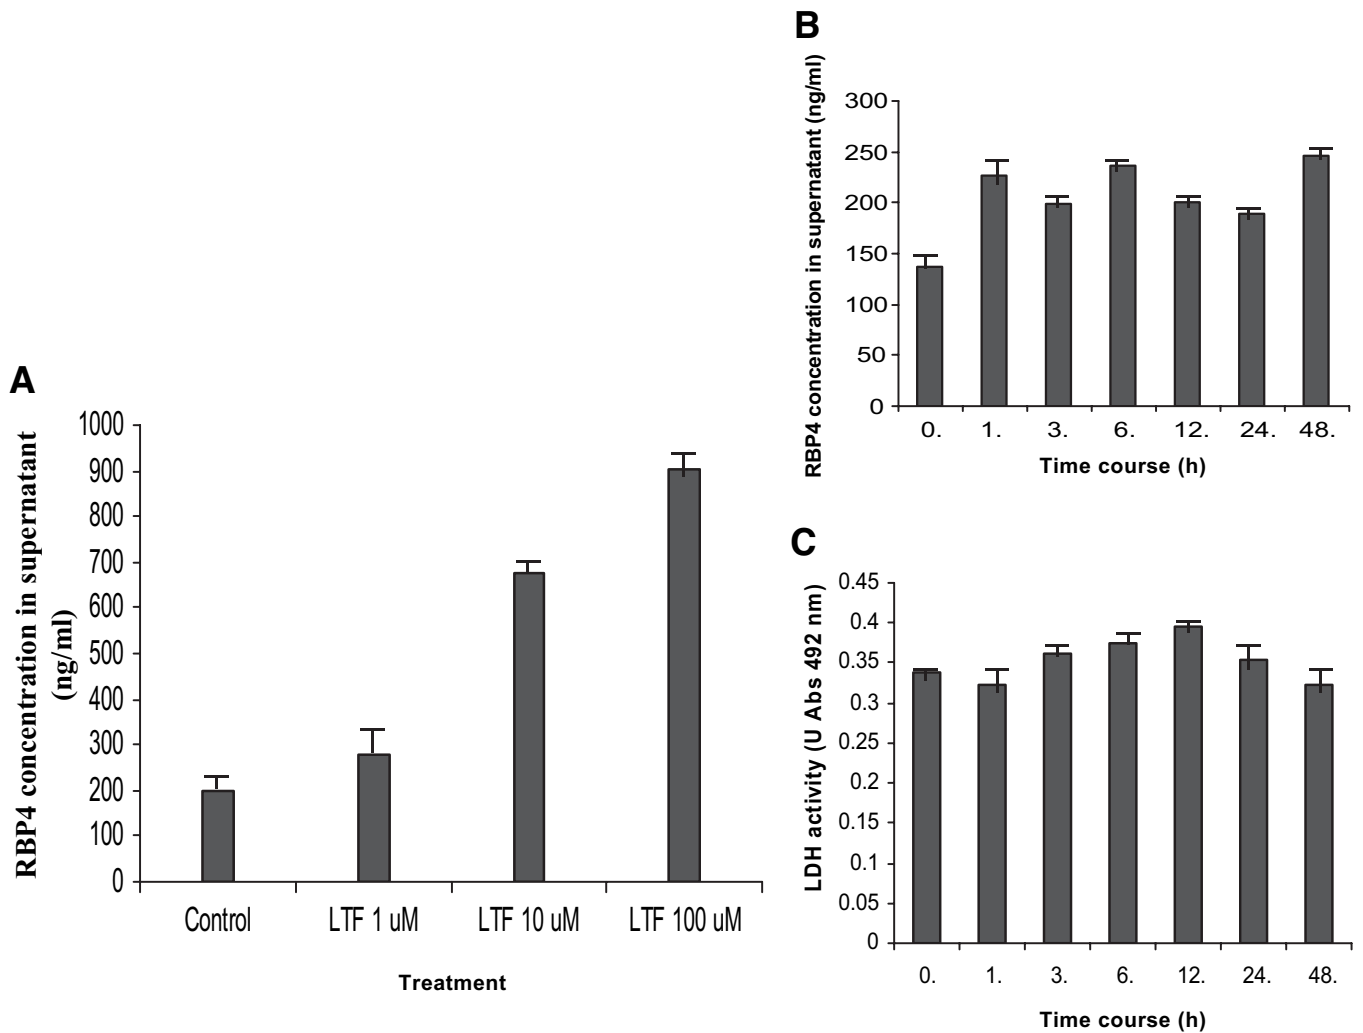 A
RBP4 concentration in supernatant
(ng/ml)
1000
900
800
700
600
500
400
300
200
100
0
Control LTF 1 uM LTF 10 uM LTF 100 uM
Treatment
B
RBP4 concentration in supernatant (ng/ml)
300
250
200
150
100
50
0
0. 1. 3. 6. 12. 24. 48.
Time course (h)
C
LDH activity (U Abs 492 nm)
0.45
0.4
0.35
0.3
0.25
0.2
0.15
0.1
0.05
0
0. 1. 3. 6. 12. 24. 48.
Time course (h)